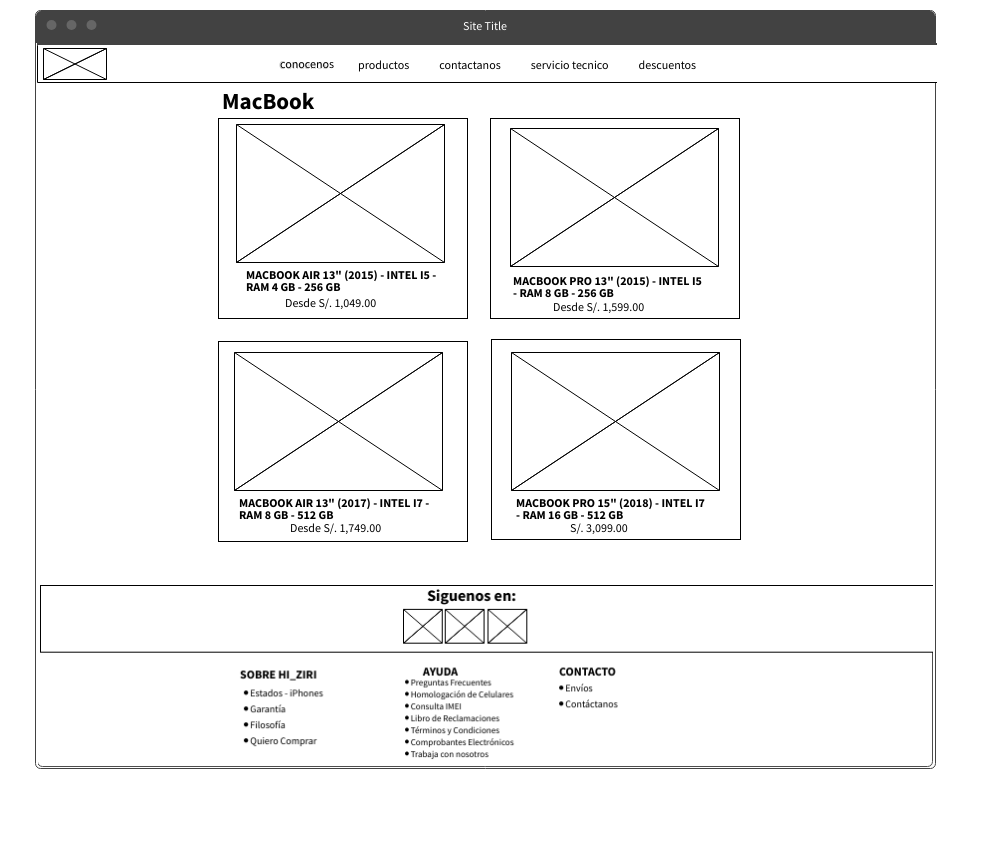 Site Title
conocenos productos contactanos servicio tecnico descuentos
MacBook
MACBOOK AIR 13" (2015) - INTEL I5 -
RAM 4 GB - 256 GB
Desde S/. 1,049.00
MACBOOK PRO 13" (2015) - INTEL I5
- RAM 8 GB - 256 GB
Desde S/. 1,599.00
MACBOOK AIR 13" (2017) - INTEL I7 -
RAM 8 GB - 512 GB
Desde S/. 1,749.00
MACBOOK PRO 15" (2018) - INTEL I7
- RAM 16 GB - 512 GB
S/. 3,099.00
Siguenos en:
SOBRE HI_ZIRI
Estados - iPhones
Garantía
Filosofía
Quiero Comprar
AYUDA
Preguntas Frecuentes
Homologación de Celulares
Consulta IMEI
Libro de Reclamaciones
Términos y Condiciones
Comprobantes Electrónicos
Trabaja con nosotros
CONTACTO
Envíos
Contáctanos